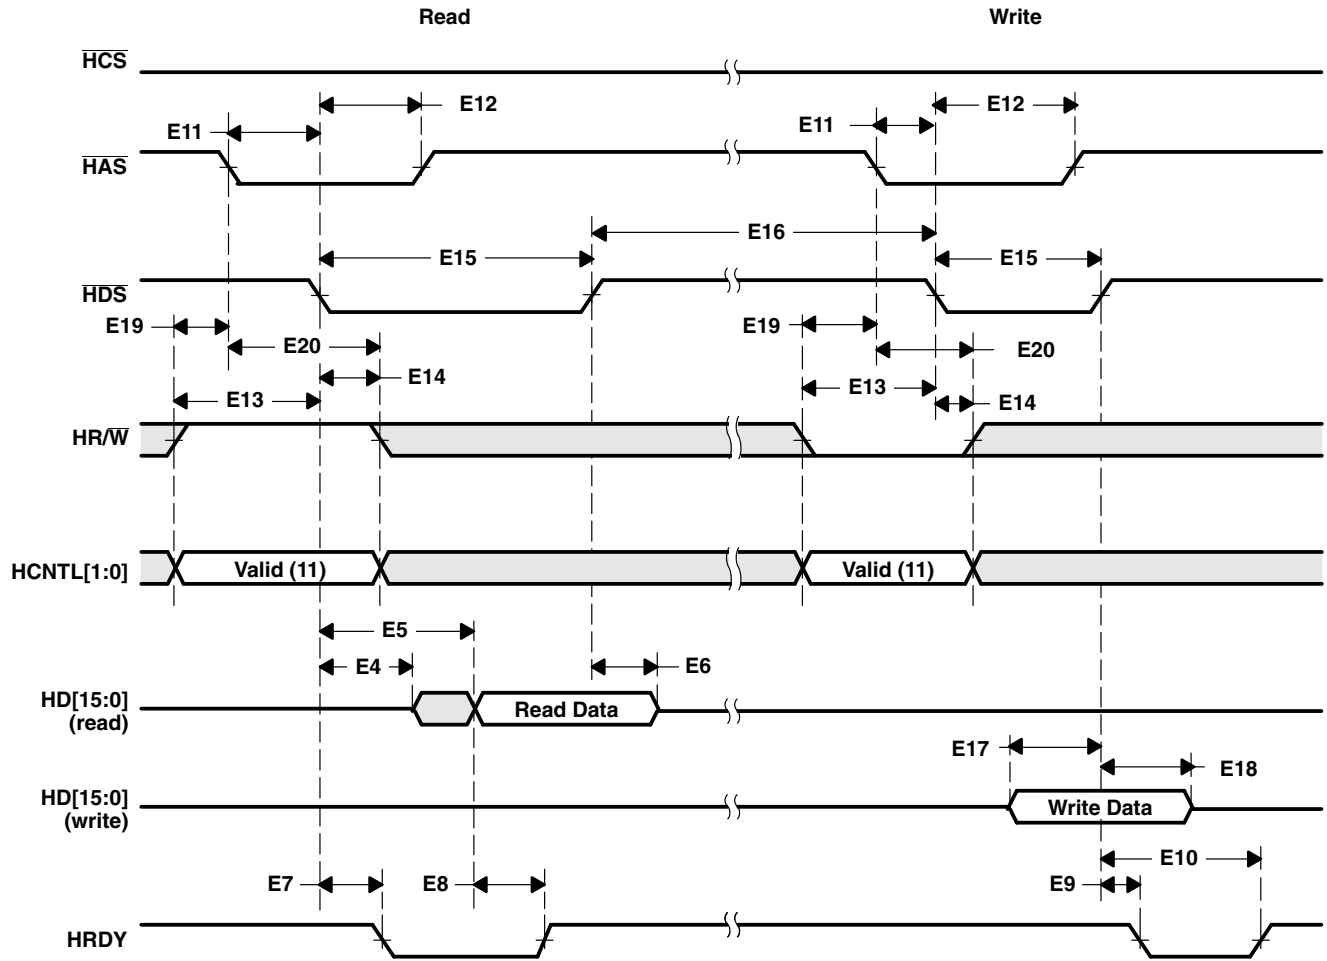 Read Write
HCS
E12 E12
E11 E11
HAS
E16
E15 E15
HDS
E19 E19
E20 E20
E14
E13 E13
E14
HR/W
HCNTL[1:0] Valid (11) Valid (11)
E5
E4 E6
HD[15:0]
(read)
Read Data
E17
E18
HD[15:0]
(write)
Write Data
E10
E7 E8 E9
HRDY